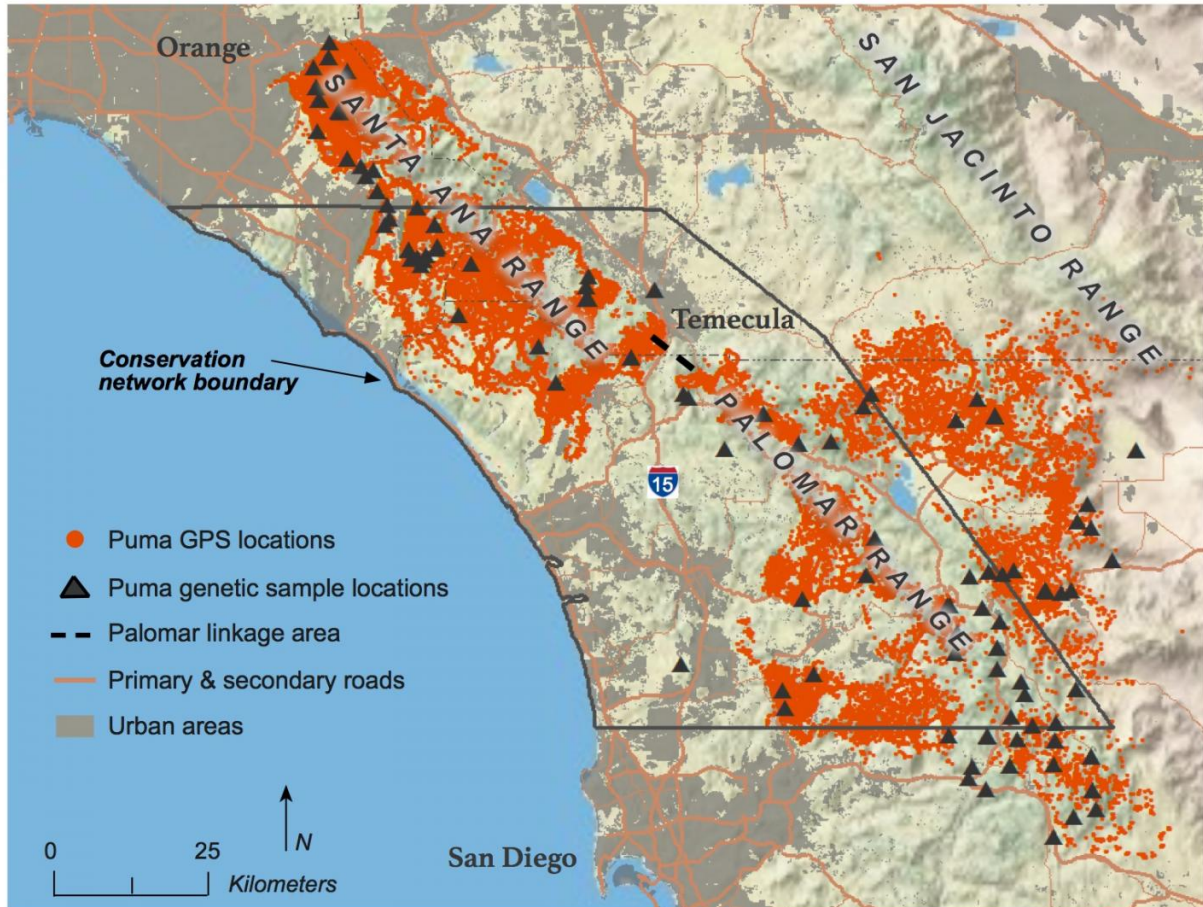 Orange
SAN JACINTO RANGE
SANTA ANA RANGE
Temecula
Conservation
network boundary
PALOMAR RANGE
15
Puma GPS locations
Puma genetic sample locations
Palomar linkage area
Primary & secondary roads
Urban areas
N
0 25
Kilometers
San Diego